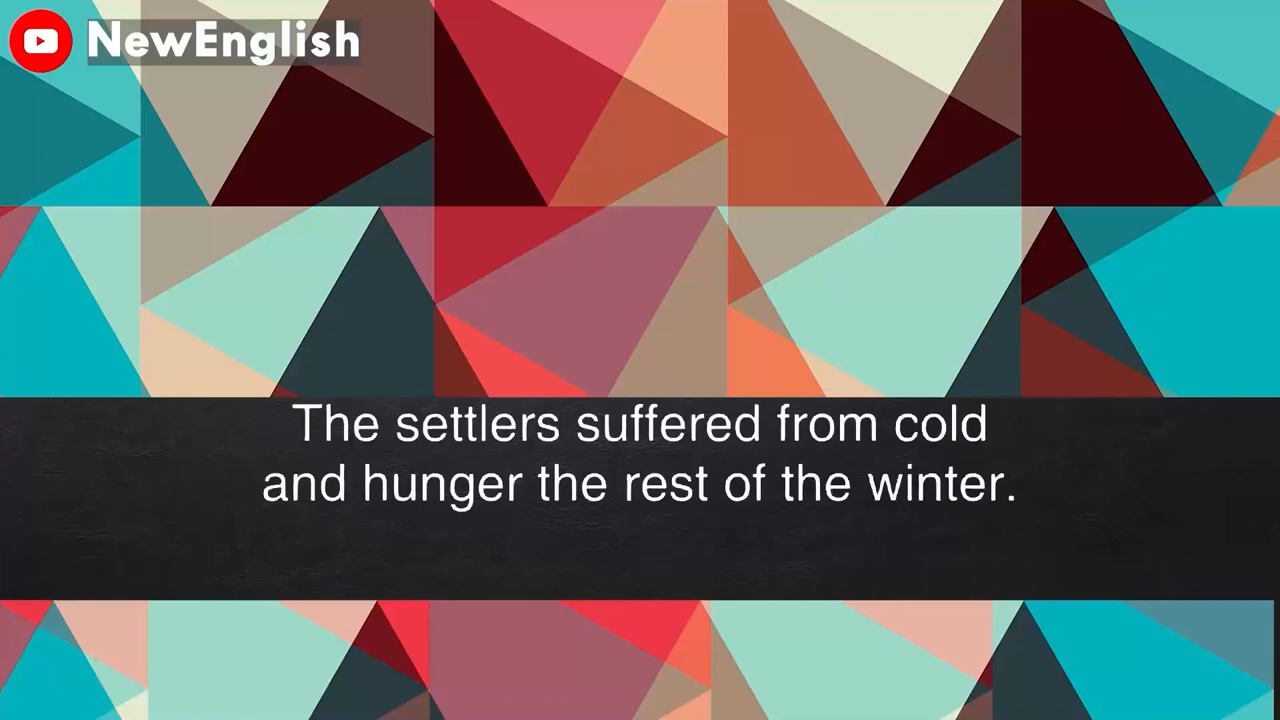 NewEnglish
The settlers suffered from cold
and hunger the rest of the winter.